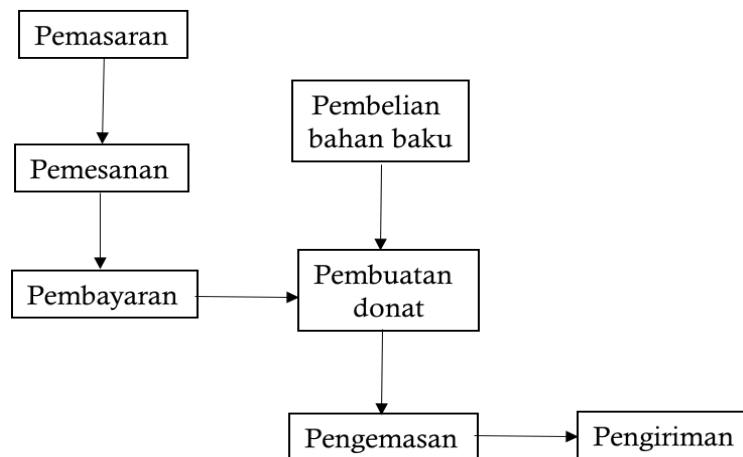 Pemasaran
Pembelian
bahan baku
Pemesanan
Pembayaran
Pembuatan
donat
Pengemasan
Pengiriman